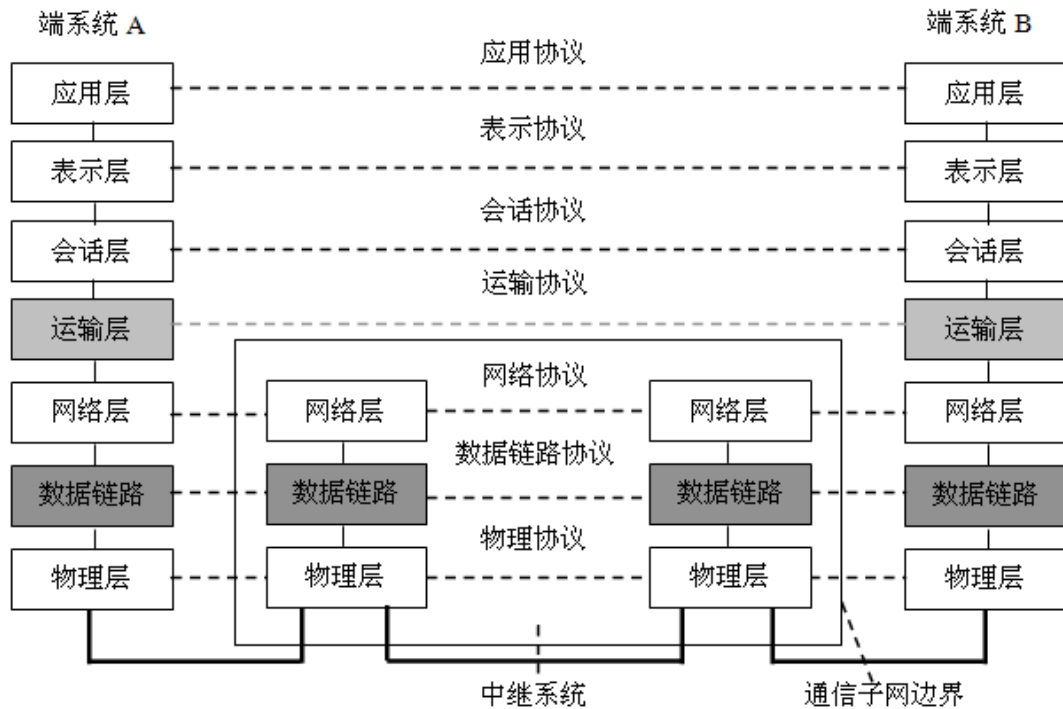 端系统 A
端系统 B
应用协议
应用层
应用层
表示协议
表示层
表示层
会话协议
会话层
会话层
运输协议
运输层
运输层
网络协议
网络层
网络层
网络层
网络层
数据链路协议
数据链路
数据链路
数据链路
数据链路
物理协议
物理层
物理层
物理层
物理层
中继系统
通信子网边界